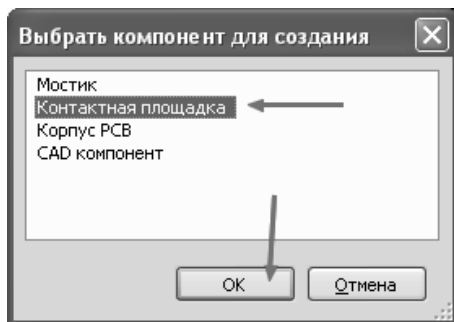 Выбрать компонент для создания
Мостик
Контактная площадка
Корпус PCB
CAD компонент
OK
Отмена